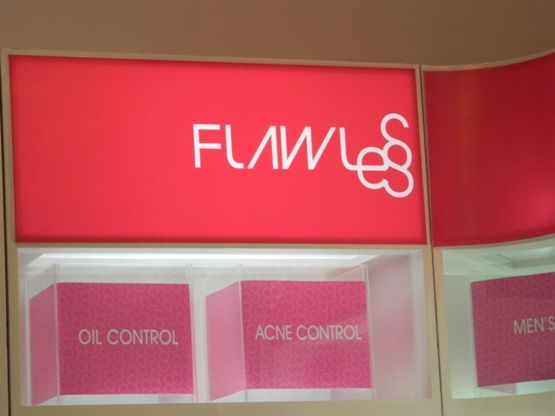 FLAWLESS
OIL CONTROL
ACNE CONTROL
MEN'S